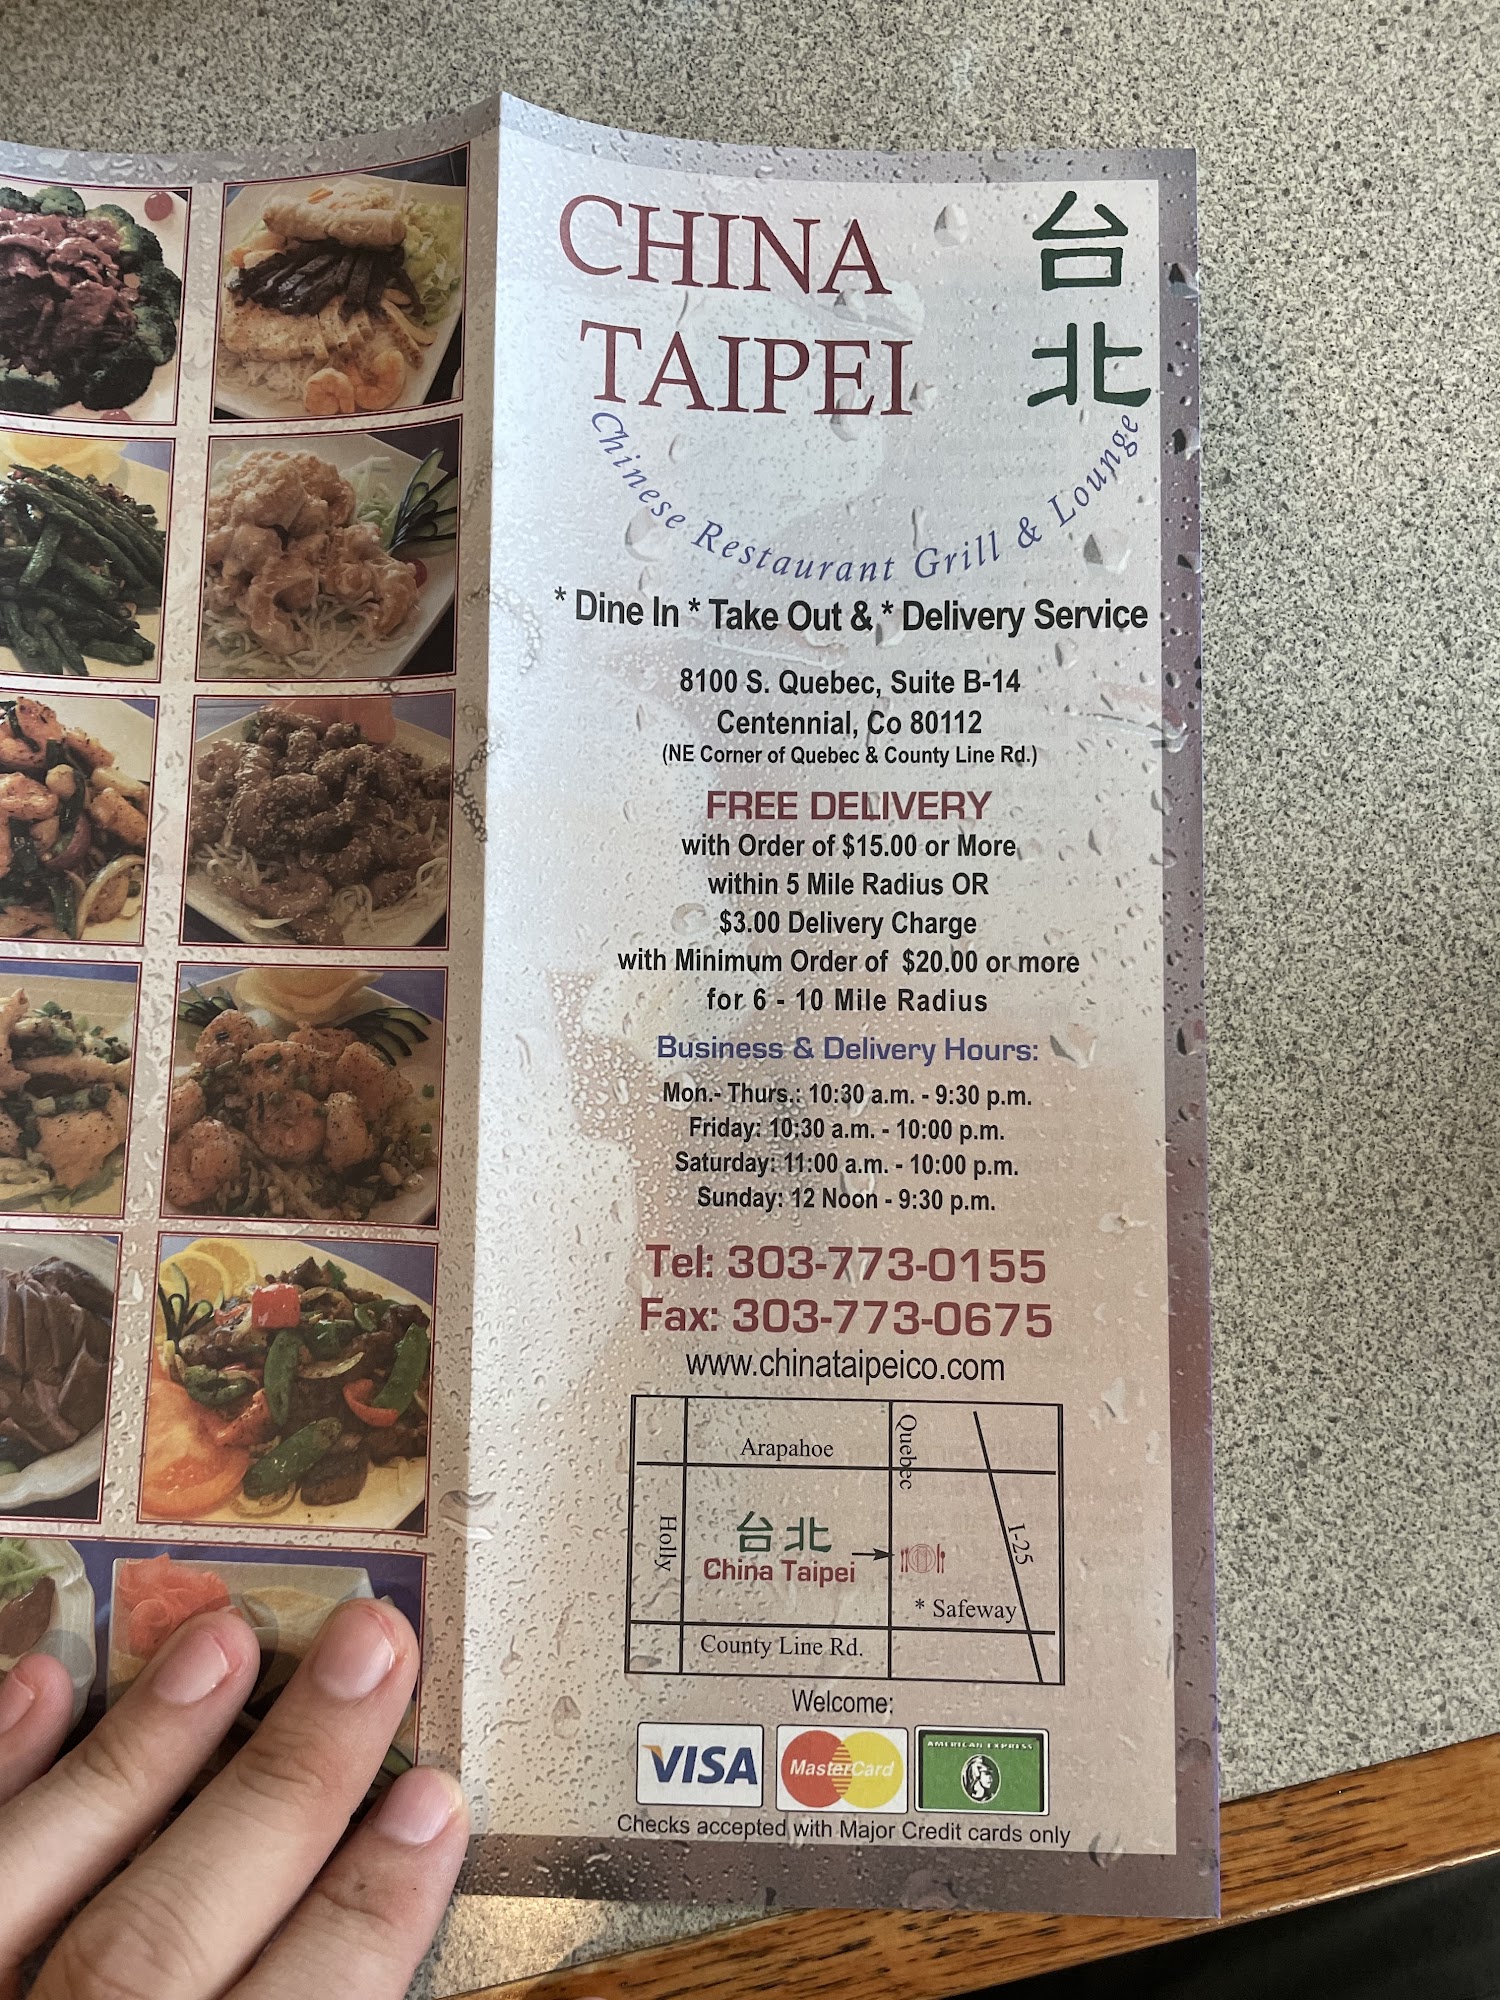 CHINA
TAIPEI
台北
Chinese Restaurant Grill & Lounge
* Dine In * Take Out & * Delivery Service
8100 S. Quebec, Suite B-14
Centennial, Co 80112
(NE Corner of Quebec & County Line Rd.)
FREE DELIVERY
with Order of $15.00 or More
within 5 Mile Radius OR
$3.00 Delivery Charge
with Minimum Order of $20.00 or more
for 6 - 10 Mile Radius
Business & Delivery Hours:
Mon.- Thurs.: 10:30 a.m. - 9:30 p.m.
Friday: 10:30 a.m. - 10:00 p.m.
Saturday: 11:00 a.m. - 10:00 p.m.
Sunday: 12 Noon - 9:30 p.m.
Tel: 303-773-0155
Fax: 303-773-0675
www.chinataipeico.com
Arapahoe
Quebec
Holly
台北
China Taipei
I-25
* Safeway
County Line Rd.
Welcome:
VISA
MasterCard
AMERICAN EXPRESS
Checks accepted with Major Credit cards only